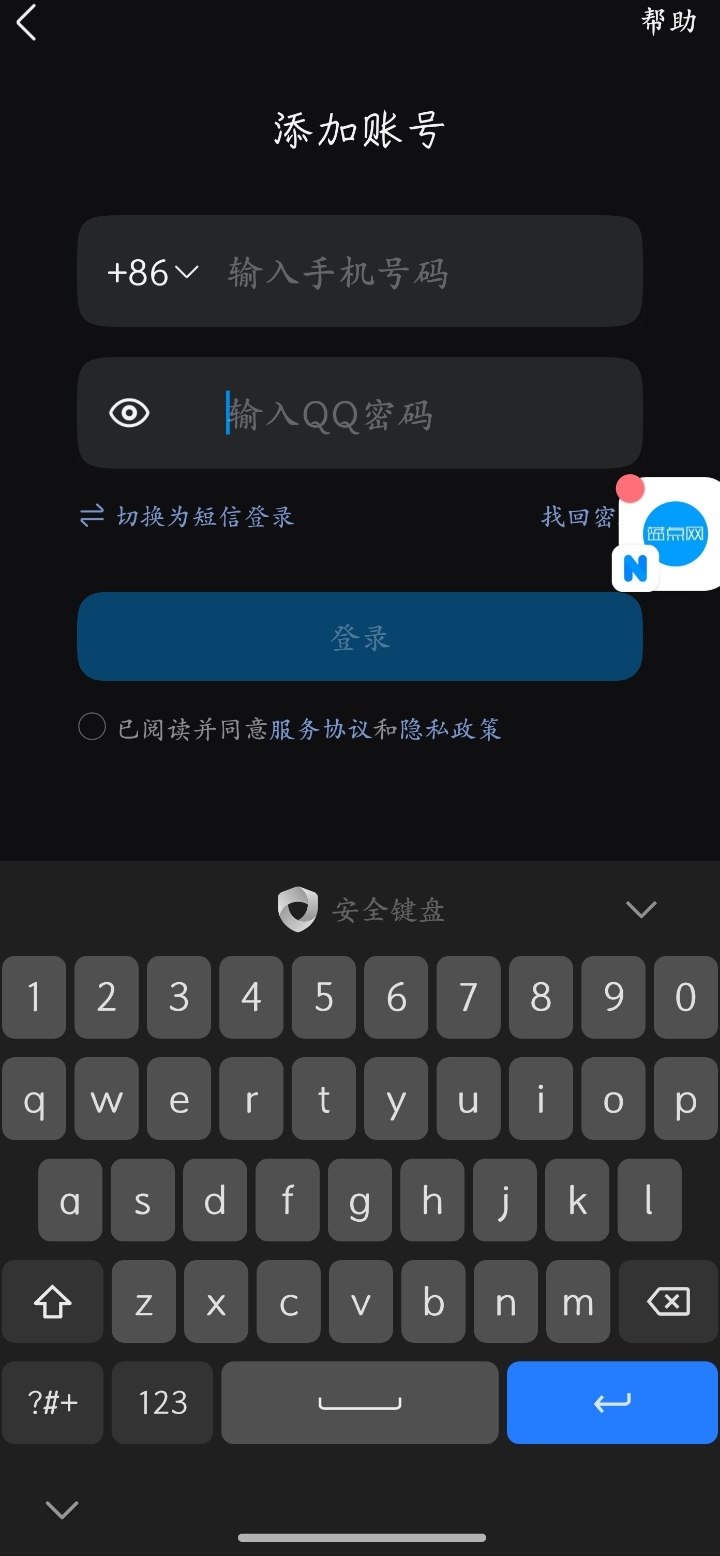 帮助
添加账号
+86 输入手机号码
输入QQ密码
切换为短信登录 找回密
蓝点网
N
登录
已阅读并同意服务协议和隐私政策
安全键盘
1 2 3 4 5 6 7 8 9 0
q w e r t y u i o p
a s d f g h j k l
z x c v b n m
?#+ 123